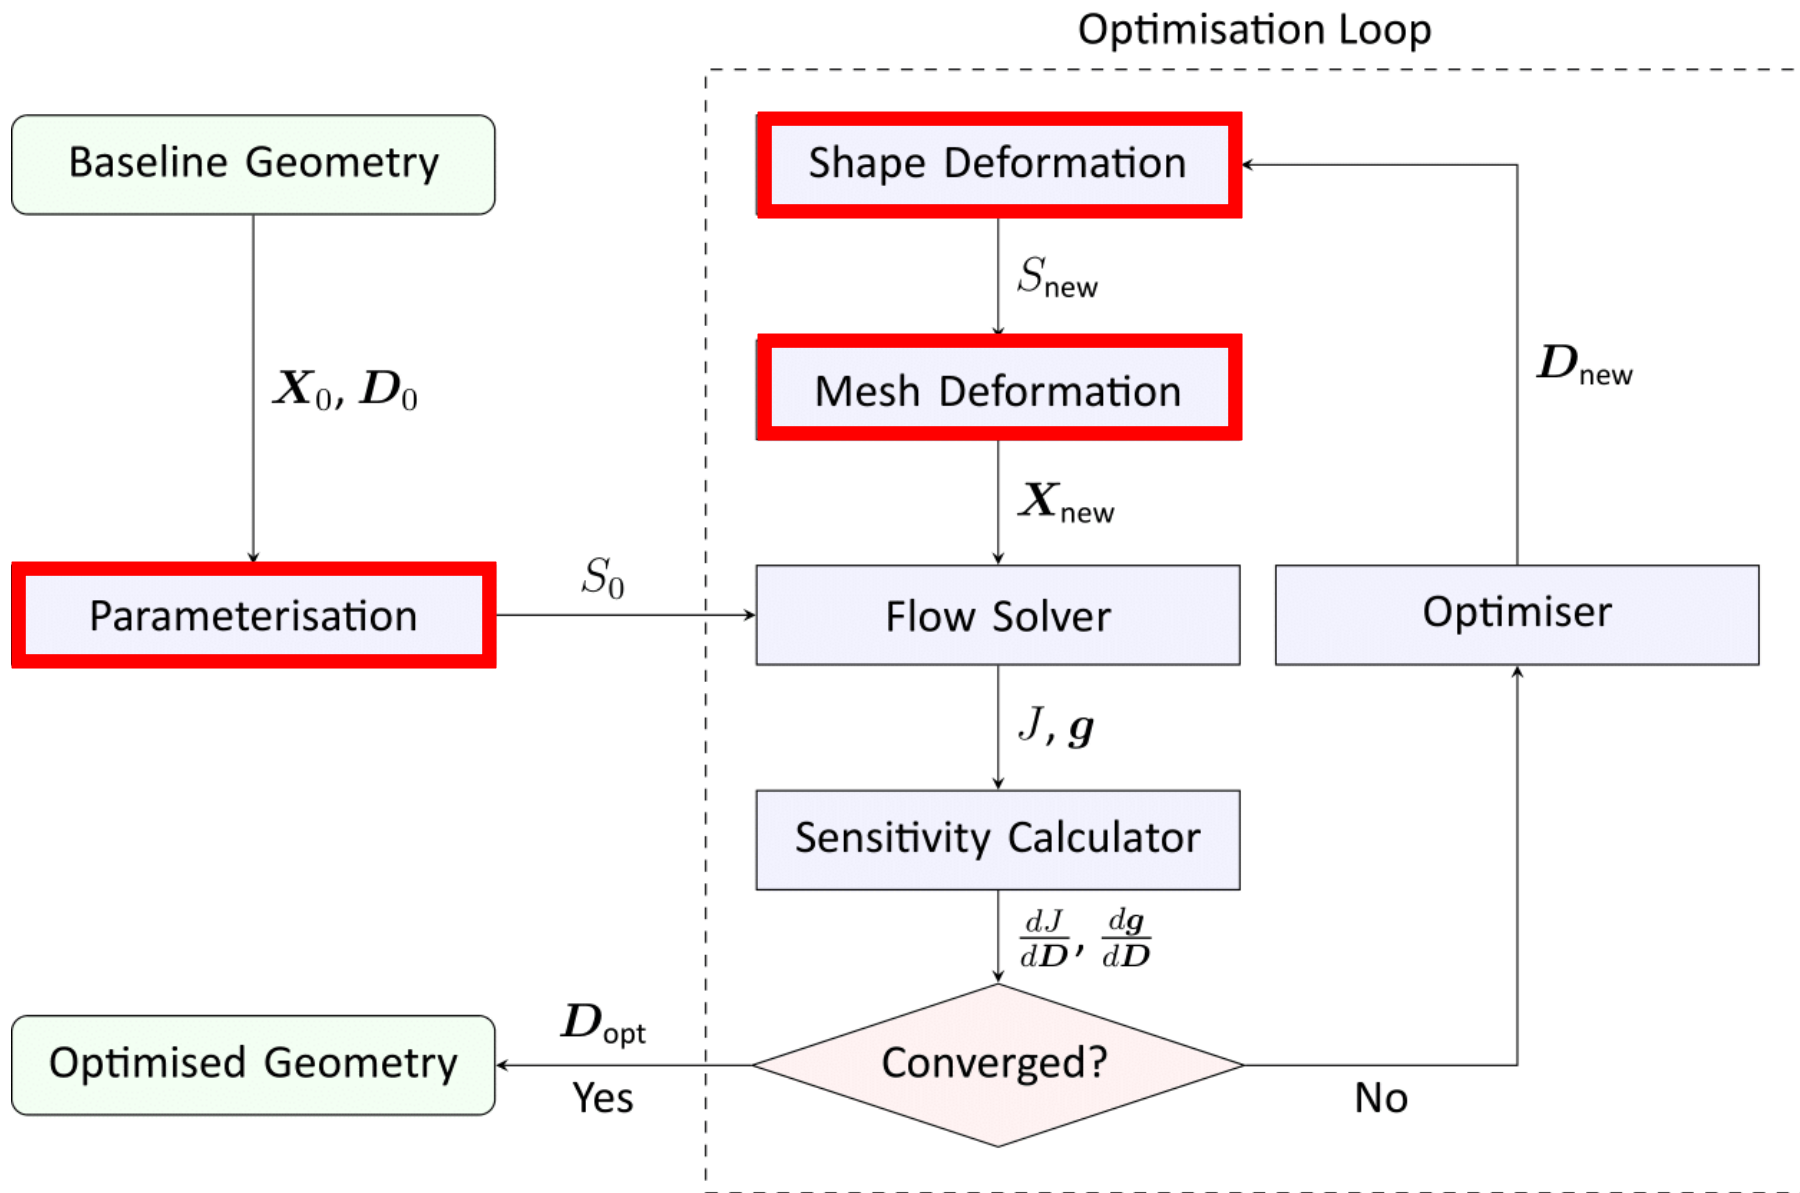 Optimisation Loop
Baseline Geometry
Shape Deformation
S_new
X_0, D_0
Mesh Deformation
D_new
X_new
Parameterisation
S_0
Flow Solver
Optimiser
J, g
Sensitivity Calculator
dJ/dD, dg/dD
D_opt
Optimised Geometry
Converged?
Yes
No